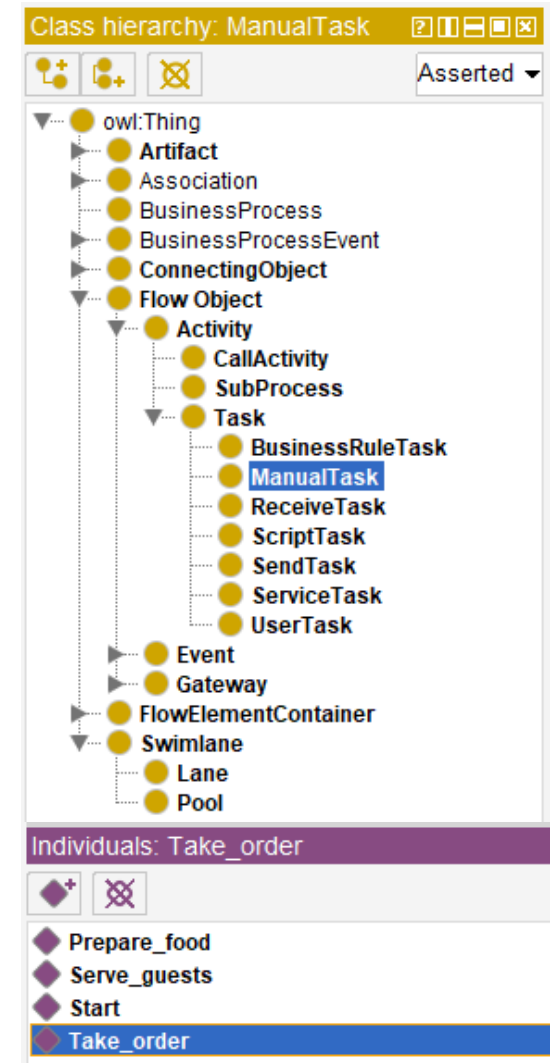 Class hierarchy: ManualTask
Asserted
owl:Thing
Artifact
Association
BusinessProcess
BusinessProcessEvent
ConnectingObject
Flow Object
Activity
CallActivity
SubProcess
Task
BusinessRuleTask
ManualTask
ReceiveTask
ScriptTask
SendTask
ServiceTask
UserTask
Event
Gateway
FlowElementContainer
Swimlane
Lane
Pool
Individuals: Take_order
Prepare_food
Serve_guests
Start
Take_order